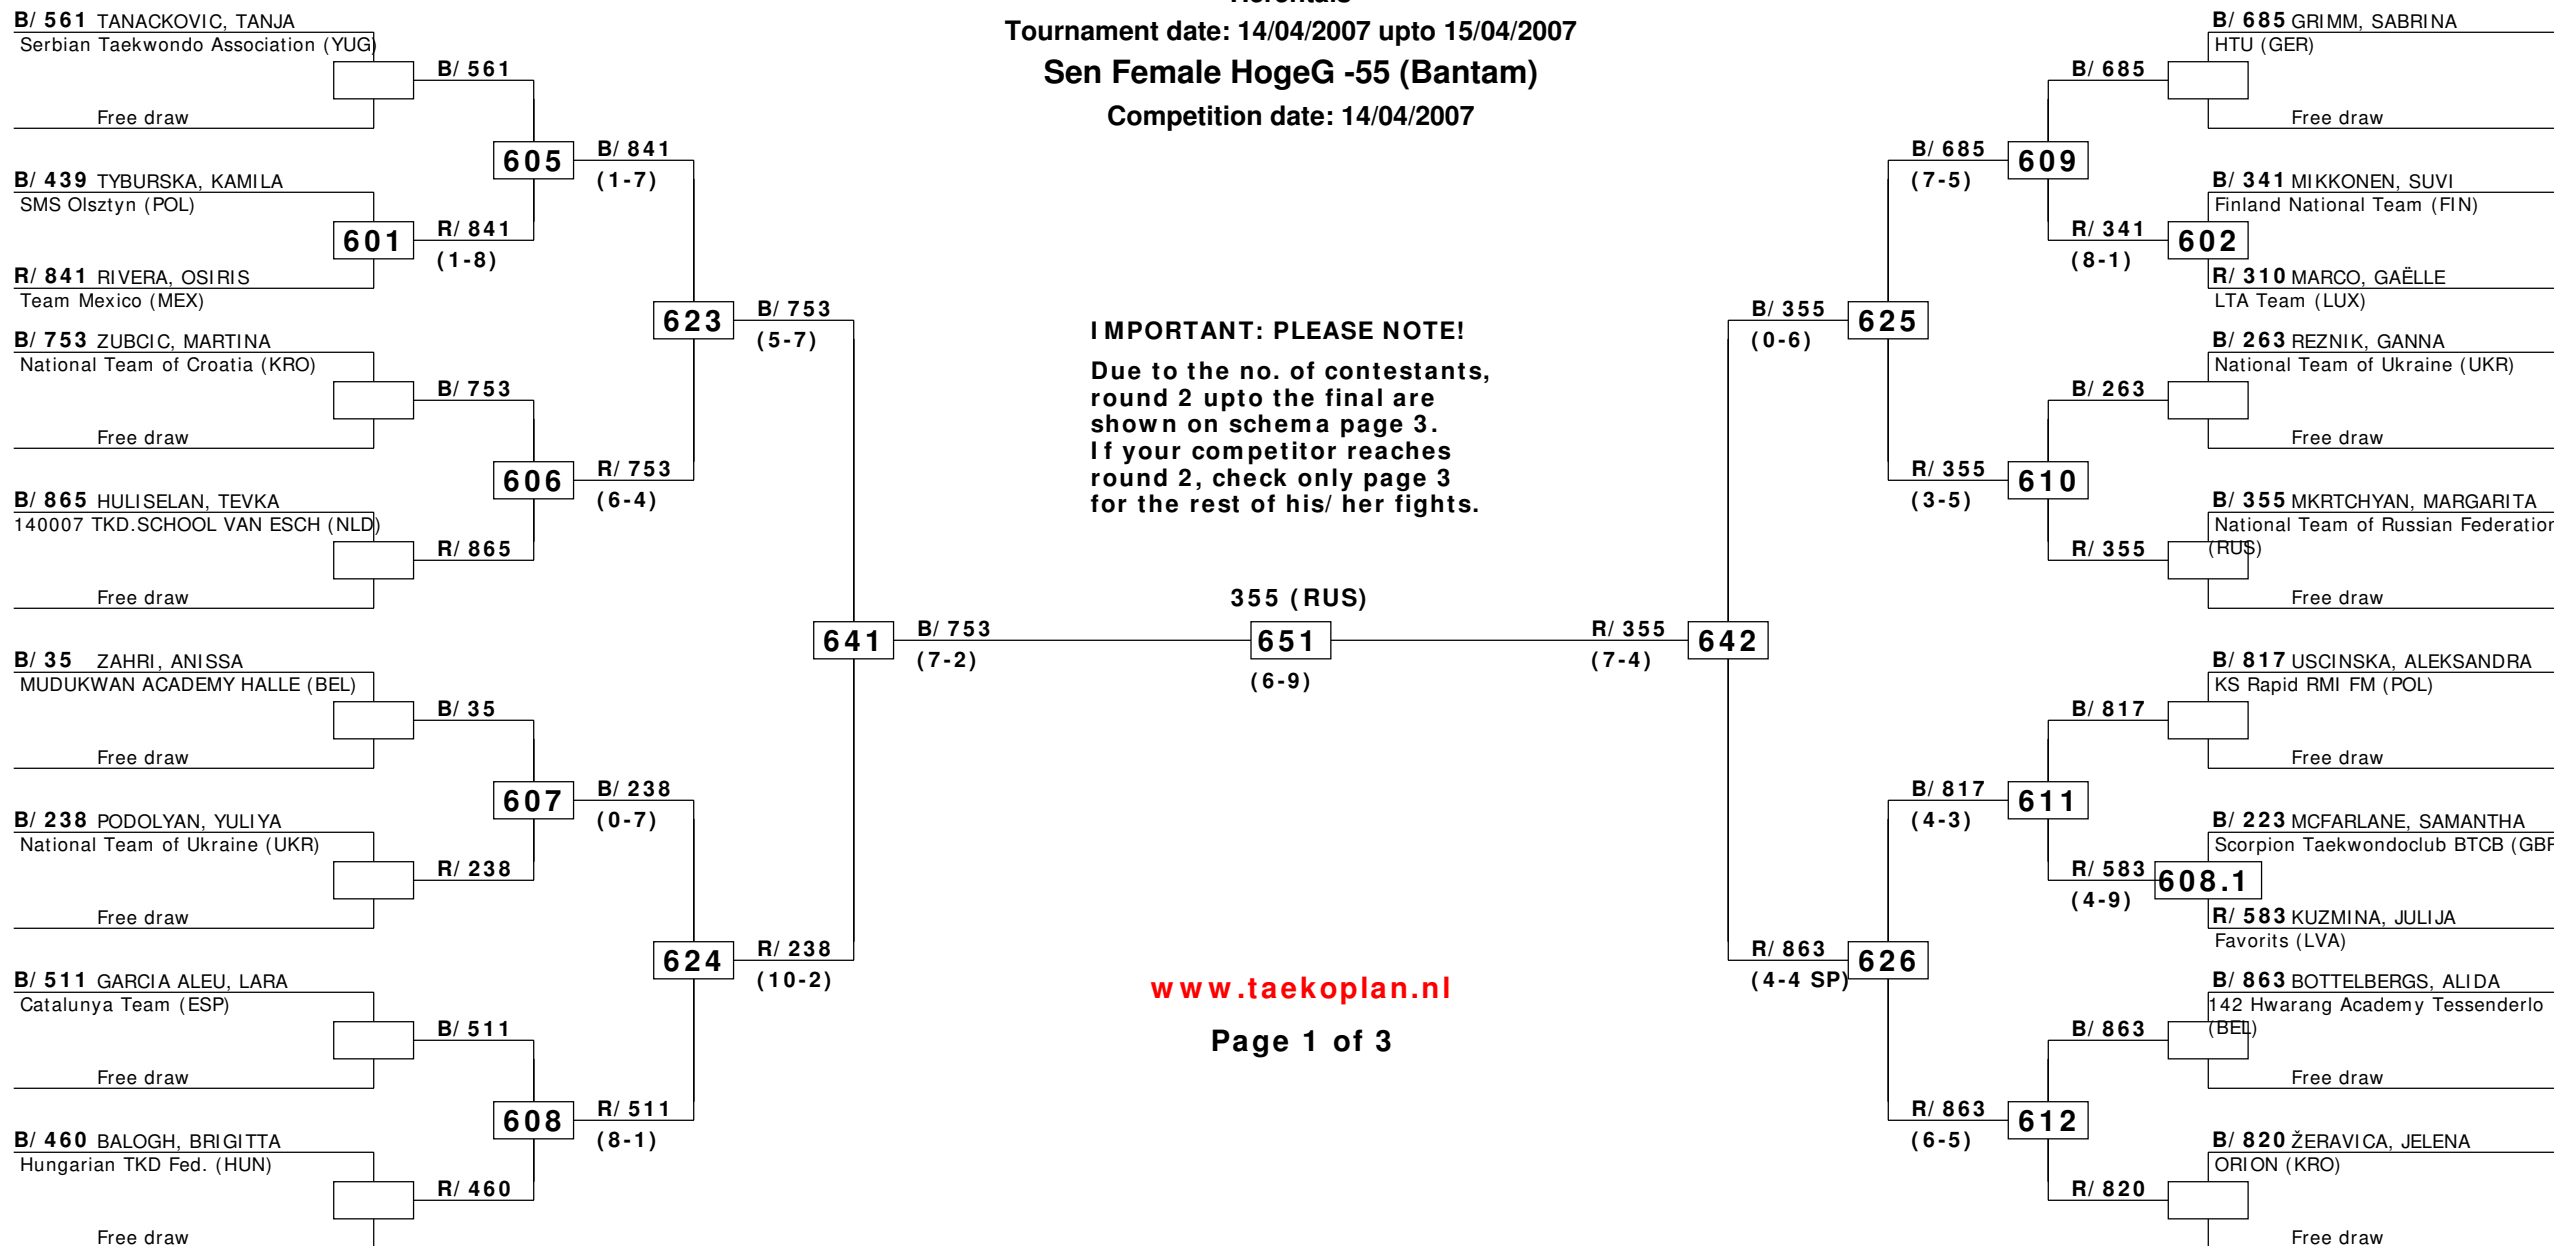 Tournament date: 14/04/2007 upto 15/04/2007
Sen Female HogeG -55 (Bantam)
Competition date: 14/04/2007
B/ 561 TANACKOVIC, TANJA
Serbian Taekwondo Association (YUG)
B/ 561
Free draw
605
B/ 841
(1-7)
B/ 439 TYBURSKA, KAMILA
SMS Olsztyn (POL)
601
R/ 841
(1-8)
R/ 841 RIVERA, OSIRIS
Team Mexico (MEX)
623
B/ 753
(5-7)
B/ 753 ZUBCIC, MARTINA
National Team of Croatia (KRO)
B/ 753
Free draw
606
R/ 753
(6-4)
B/ 865 HULISELAN, TEVKA
140007 TKD.SCHOOL VAN ESCH (NLD)
R/ 865
Free draw
641
B/ 753
(7-2)
B/ 35 ZAHRI, ANISSA
MUDUKWAN ACADEMY HALLE (BEL)
B/ 35
Free draw
607
B/ 238
(0-7)
B/ 238 PODOLYAN, YULIYA
National Team of Ukraine (UKR)
R/ 238
Free draw
624
R/ 238
(10-2)
B/ 511 GARCIA ALEU, LARA
Catalunya Team (ESP)
B/ 511
Free draw
608
R/ 511
(8-1)
B/ 460 BALOGH, BRIGITTA
Hungarian TKD Fed. (HUN)
R/ 460
Free draw
IMPORTANT: PLEASE NOTE!
Due to the no. of contestants,
round 2 upto the final are
shown on schema page 3.
If your competitor reaches
round 2, check only page 3
for the rest of his/ her fights.
355 (RUS)
651
(6-9)
www.taekoplan.nl
Page 1 of 3
B/ 685 GRIMM, SABRINA
HTU (GER)
B/ 685
Free draw
B/ 685
(7-5)
609
B/ 341 MIKKONEN, SUVI
Finland National Team (FIN)
R/ 341
(8-1)
602
R/ 310 MARCO, GAËLLE
LTA Team (LUX)
B/ 355
(0-6)
625
B/ 263 REZNIK, GANNA
National Team of Ukraine (UKR)
B/ 263
Free draw
R/ 355
(3-5)
610
B/ 355 MKRTCHYAN, MARGARITA
National Team of Russian Federation
(RUS)
R/ 355
Free draw
R/ 355
(7-4)
642
B/ 817 USCINSKA, ALEKSANDRA
KS Rapid RMI FM (POL)
B/ 817
Free draw
B/ 817
(4-3)
611
B/ 223 MCFARLANE, SAMANTHA
Scorpion Taekwondoclub BTCB
R/ 583
(4-9)
608.1
R/ 583 KUZMINA, JULIJA
Favorits (LVA)
R/ 863
(4-4 SP)
626
B/ 863 BOTTELBERGS, ALIDA
142 Hwarang Academy Tessenderlo
(BEL)
B/ 863
Free draw
R/ 863
(6-5)
612
B/ 820 ŽERAVICA, JELENA
ORION (KRO)
R/ 820
Free draw